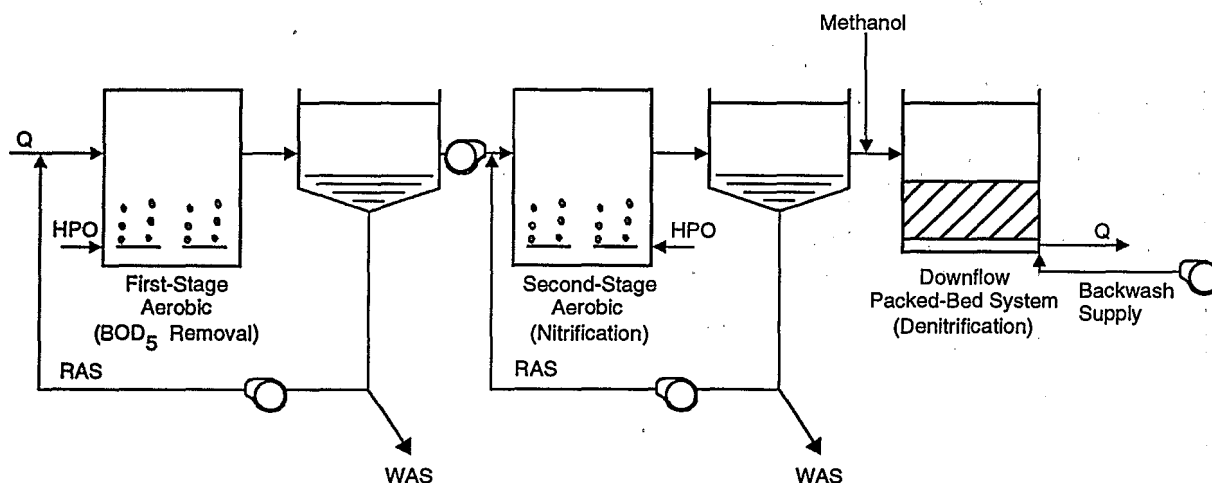 Methanol
Q
HPO
First-Stage
Aerobic
(BOD5 Removal)
RAS
WAS
HPO
Second-Stage
Aerobic
(Nitrification)
RAS
WAS
Q
Downflow
Packed-Bed System
(Denitrification)
Backwash
Supply